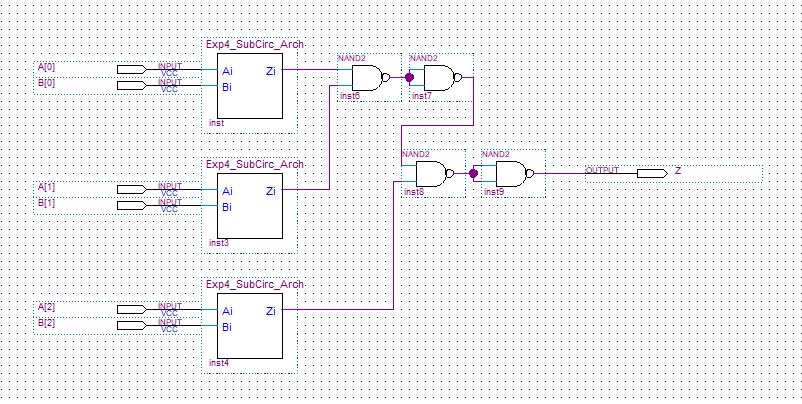 Exp4_SubCirc_Arch
A[0] INPUT VCC Ai Zi
B[0] INPUT VCC Bi
inst
NAND2
inst6
NAND2
inst7
Exp4_SubCirc_Arch
A[1] INPUT VCC Ai Zi
B[1] INPUT VCC Bi
inst3
NAND2
inst8
NAND2
inst9
OUTPUT Z
Exp4_SubCirc_Arch
A[2] INPUT VCC Ai Zi
B[2] INPUT VCC Bi
inst4